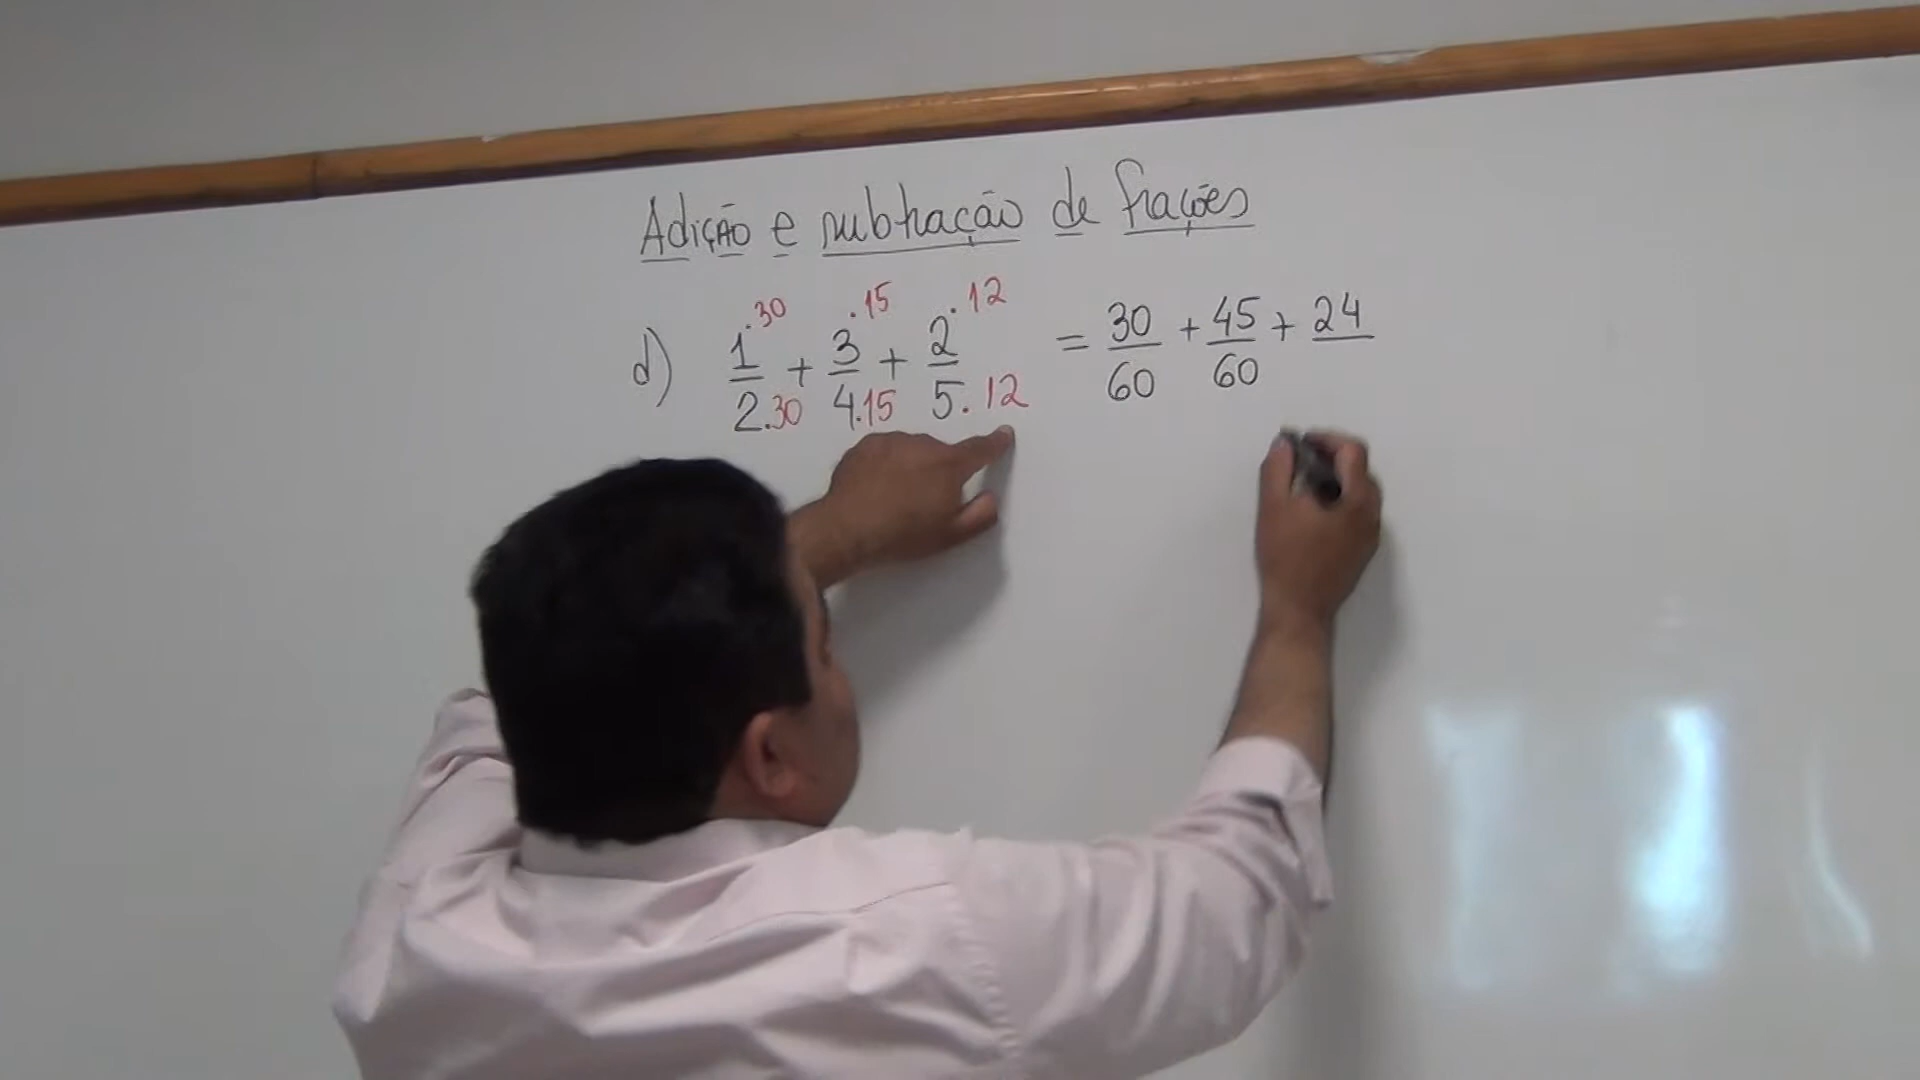 Adição e subtração de frações
d) 1·30/2·30 + 3·15/4·15 + 2·12/5·12 = 30/60 + 45/60 + 24/